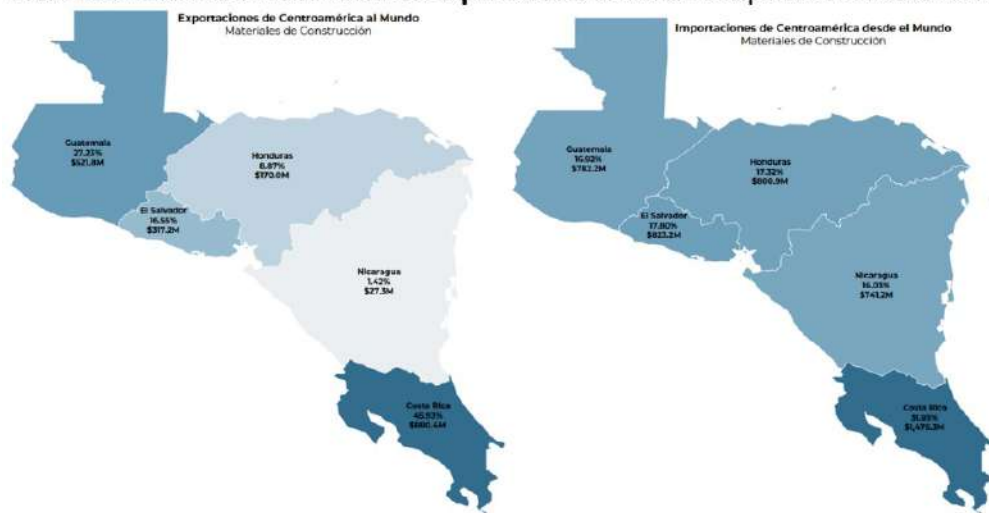 Exportaciones de Centroamérica al Mundo
Materiales de Construcción
Guatemala
27.23%
$521.8M
Honduras
8.87%
$170.0M
El Salvador
16.55%
$317.2M
Nicaragua
1.42%
$27.3M
Costa Rica
45.93%
$880.4M
Importaciones de Centroamérica desde el Mundo
Materiales de Construcción
Guatemala
16.92%
$782.2M
Honduras
17.32%
$800.9M
El Salvador
17.80%
$823.2M
Nicaragua
16.03%
$741.2M
Costa Rica
31.93%
$1,476.3M